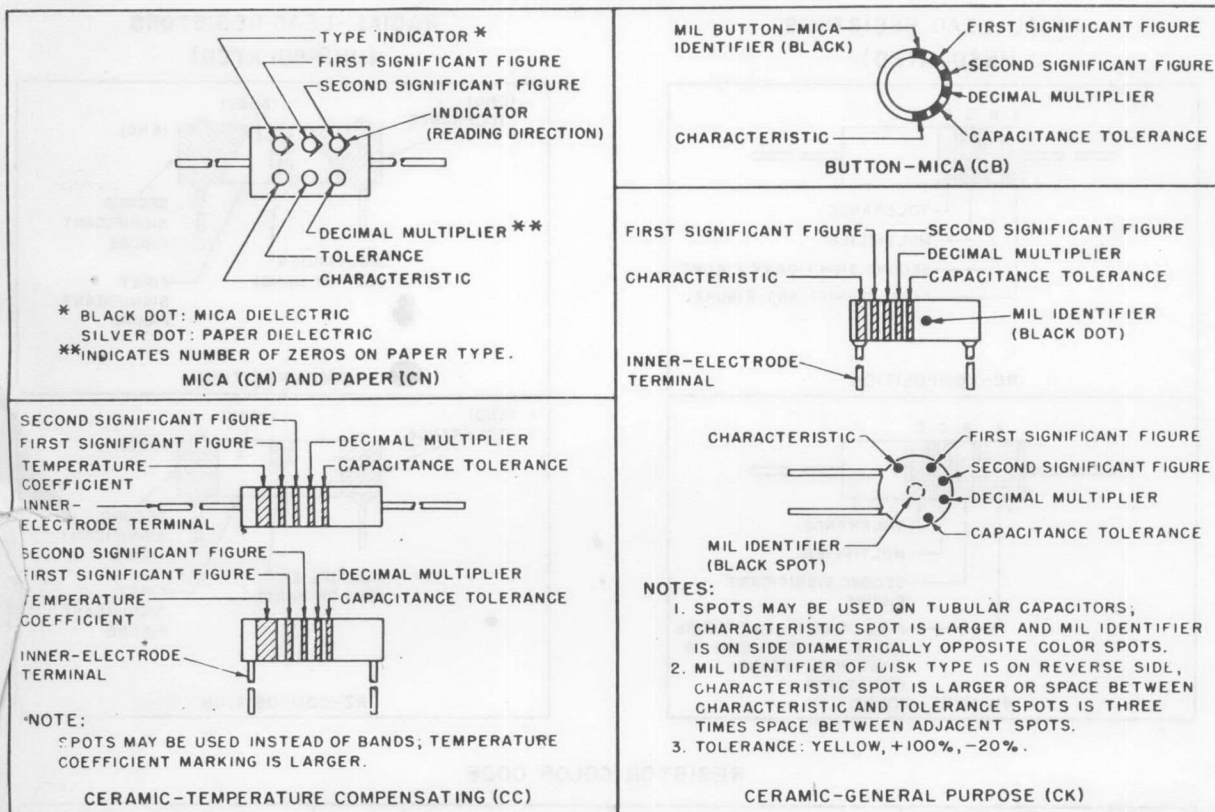 TYPE INDICATOR *
FIRST SIGNIFICANT FIGURE
SECOND SIGNIFICANT FIGURE
INDICATOR
(READING DIRECTION)
DECIMAL MULTIPLIER **
TOLERANCE
CHARACTERISTIC
* BLACK DOT: MICA DIELECTRIC
SILVER DOT: PAPER DIELECTRIC
** INDICATES NUMBER OF ZEROS ON PAPER TYPE.
MICA (CM) AND PAPER (CN)
SECOND SIGNIFICANT FIGURE
FIRST SIGNIFICANT FIGURE
DECIMAL MULTIPLIER
TEMPERATURE
COEFFICIENT
CAPACITANCE TOLERANCE
INNER-
ELECTRODE TERMINAL
SECOND SIGNIFICANT FIGURE
FIRST SIGNIFICANT FIGURE
DECIMAL MULTIPLIER
TEMPERATURE
COEFFICIENT
CAPACITANCE TOLERANCE
INNER-ELECTRODE
TERMINAL
NOTE:
SPOTS MAY BE USED INSTEAD OF BANDS; TEMPERATURE
COEFFICIENT MARKING IS LARGER.
CERAMIC-TEMPERATURE COMPENSATING (CC)
MIL BUTTON-MICA
IDENTIFIER (BLACK)
FIRST SIGNIFICANT FIGURE
SECOND SIGNIFICANT FIGURE
DECIMAL MULTIPLIER
CHARACTERISTIC
CAPACITANCE TOLERANCE
BUTTON-MICA (CB)
FIRST SIGNIFICANT FIGURE
SECOND SIGNIFICANT FIGURE
DECIMAL MULTIPLIER
CHARACTERISTIC
CAPACITANCE TOLERANCE
MIL IDENTIFIER
(BLACK DOT)
INNER-ELECTRODE
TERMINAL
CHARACTERISTIC
FIRST SIGNIFICANT FIGURE
SECOND SIGNIFICANT FIGURE
DECIMAL MULTIPLIER
CAPACITANCE TOLERANCE
MIL IDENTIFIER
(BLACK SPOT)
NOTES:
1. SPOTS MAY BE USED ON TUBULAR CAPACITORS;
CHARACTERISTIC SPOT IS LARGER AND MIL IDENTIFIER
IS ON SIDE DIAMETRICALLY OPPOSITE COLOR SPOTS.
2. MIL IDENTIFIER OF DISK TYPE IS ON REVERSE SIDE,
CHARACTERISTIC SPOT IS LARGER OR SPACE BETWEEN
CHARACTERISTIC AND TOLERANCE SPOTS IS THREE
TIMES SPACE BETWEEN ADJACENT SPOTS.
3. TOLERANCE: YELLOW, +100%, -20%.
CERAMIC-GENERAL PURPOSE (CK)